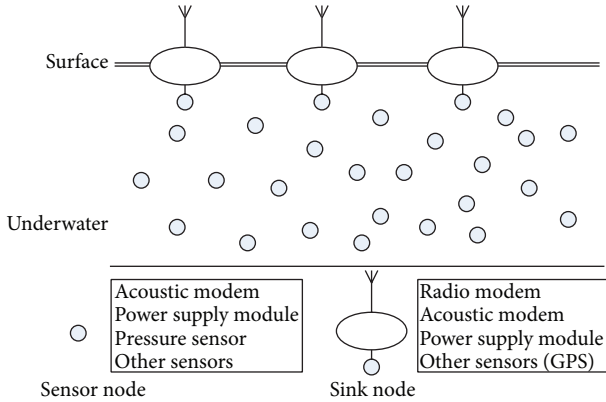 Surface
Underwater
Acoustic modem
Power supply module
Pressure sensor
Other sensors
Sensor node
Radio modem
Acoustic modem
Power supply module
Other sensors (GPS)
Sink node